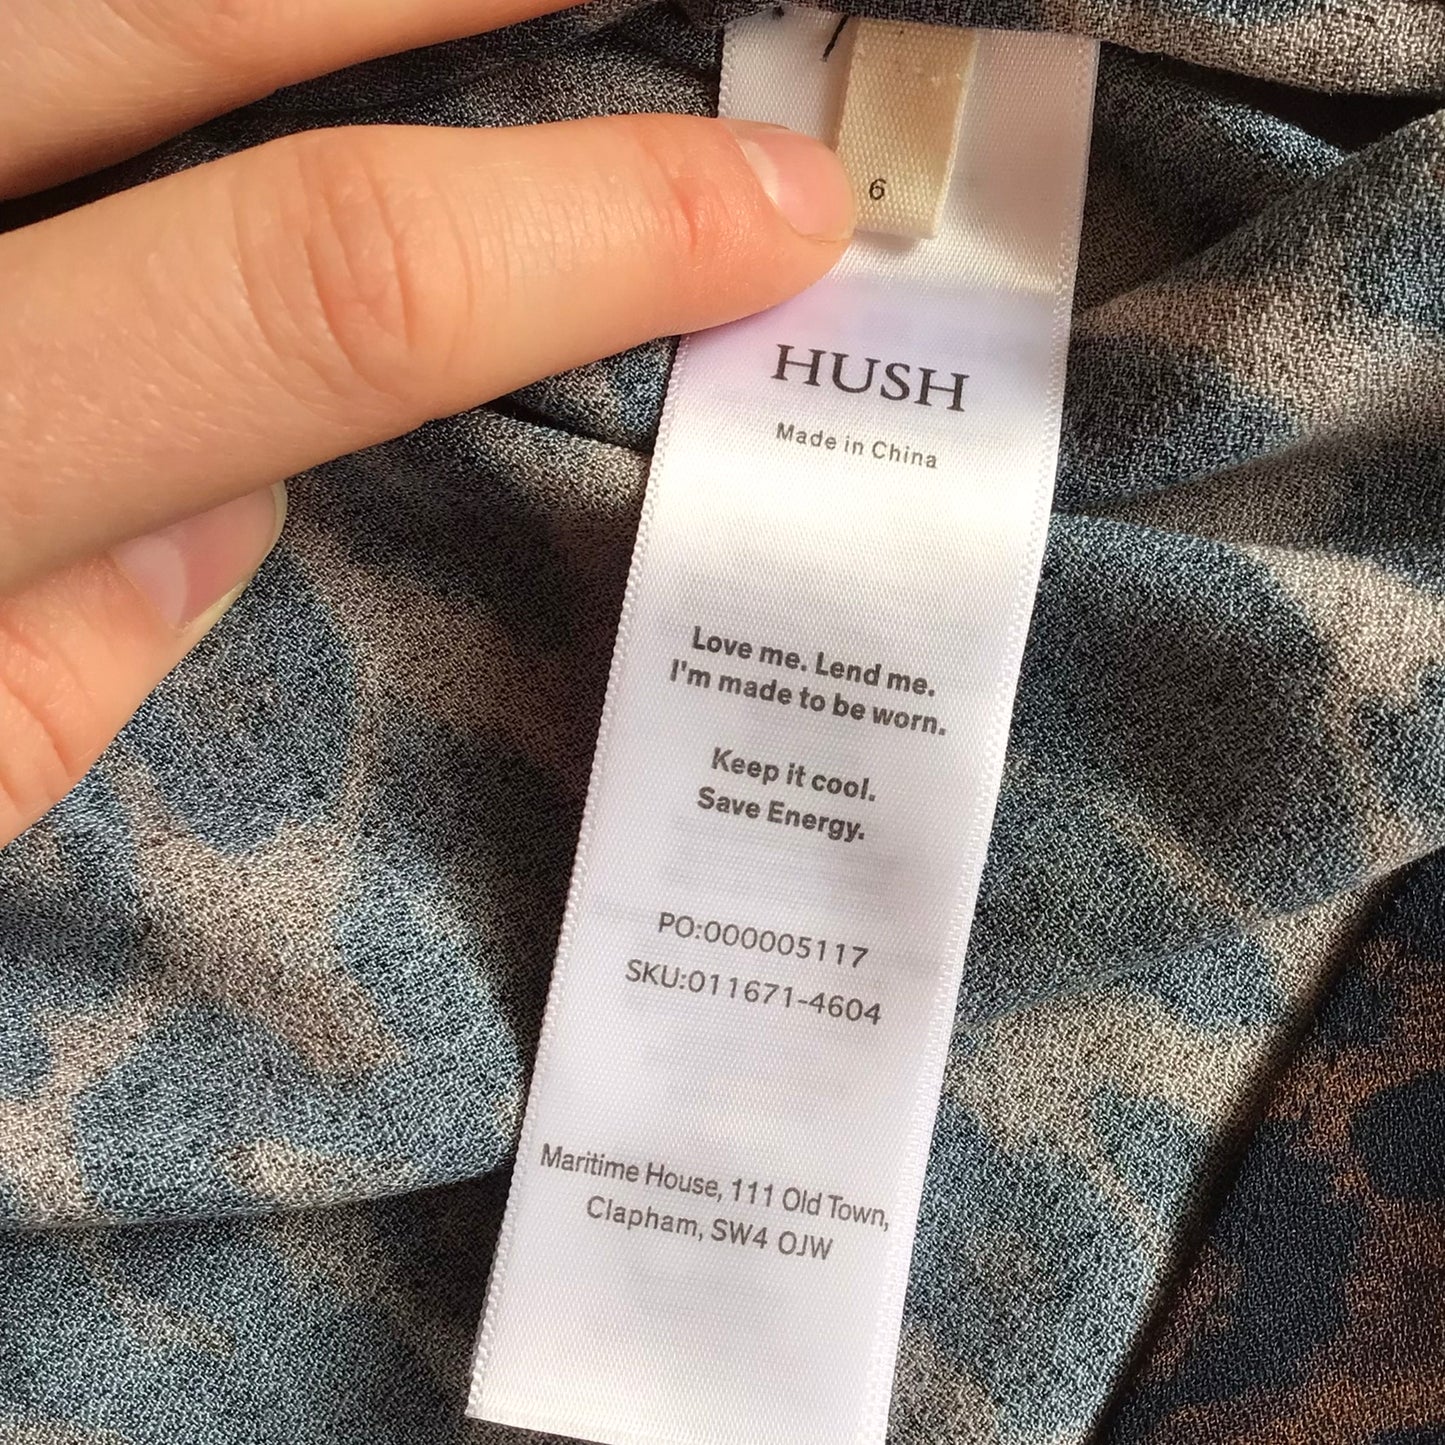 6
HUSH
Made in China
Love me. Lend me.
I'm made to be worn.
Keep it cool.
Save Energy.
PO:000005117
SKU:011671-4604
Maritime House, 111 Old Town,
Clapham, SW4 0JW